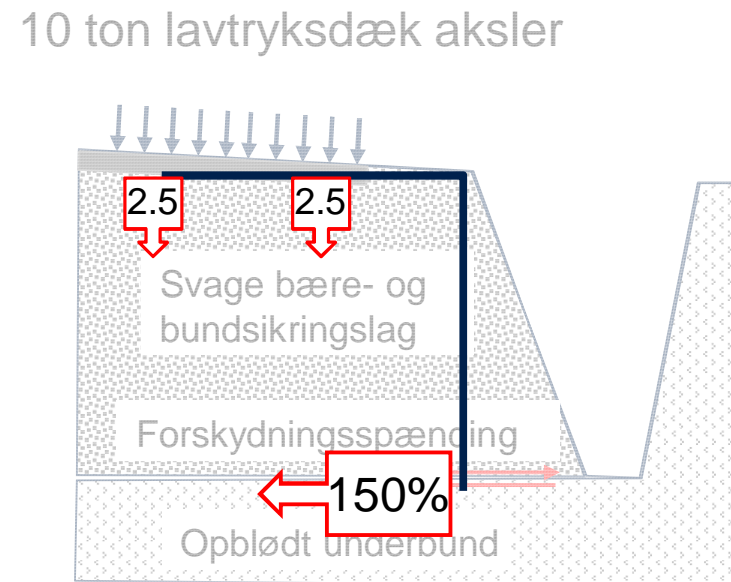 10 ton lavtryksdæk aksler
2.5 2.5
Svage bære- og
bundsikringslag
Forskydningsspænding
150%
Opblødt underbund